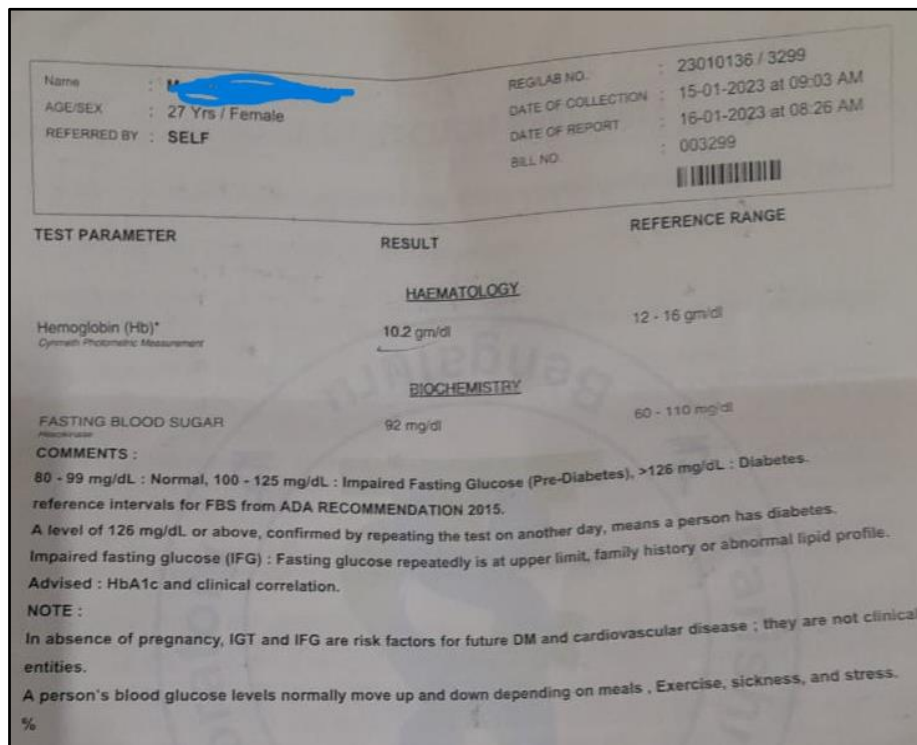 Name : M
AGE/SEX : 27 Yrs / Female
REFERRED BY : SELF
REG/LAB NO. : 23010136 / 3299
DATE OF COLLECTION : 15-01-2023 at 09:03 AM
DATE OF REPORT : 16-01-2023 at 08:26 AM
BILL NO. : 003299
TEST PARAMETER RESULT REFERENCE RANGE
HAEMATOLOGY
Hemoglobin (Hb)* 10.2 gm/dl 12 - 16 gm/dl
Cynmeth Photometric Measurement
BIOCHEMISTRY
FASTING BLOOD SUGAR 92 mg/dl 60 - 110 mg/dl
Hexokinase
COMMENTS :
80 - 99 mg/dL : Normal, 100 - 125 mg/dL : Impaired Fasting Glucose (Pre-Diabetes), >126 mg/dL : Diabetes.
reference intervals for FBS from ADA RECOMMENDATION 2015.
A level of 126 mg/dL or above, confirmed by repeating the test on another day, means a person has diabetes.
Impaired fasting glucose (IFG) : Fasting glucose repeatedly is at upper limit, family history or abnormal lipid profile.
Advised : HbA1c and clinical correlation.
NOTE :
In absence of pregnancy, IGT and IFG are risk factors for future DM and cardiovascular disease ; they are not clinical
entities.
A person's blood glucose levels normally move up and down depending on meals , Exercise, sickness, and stress.
%